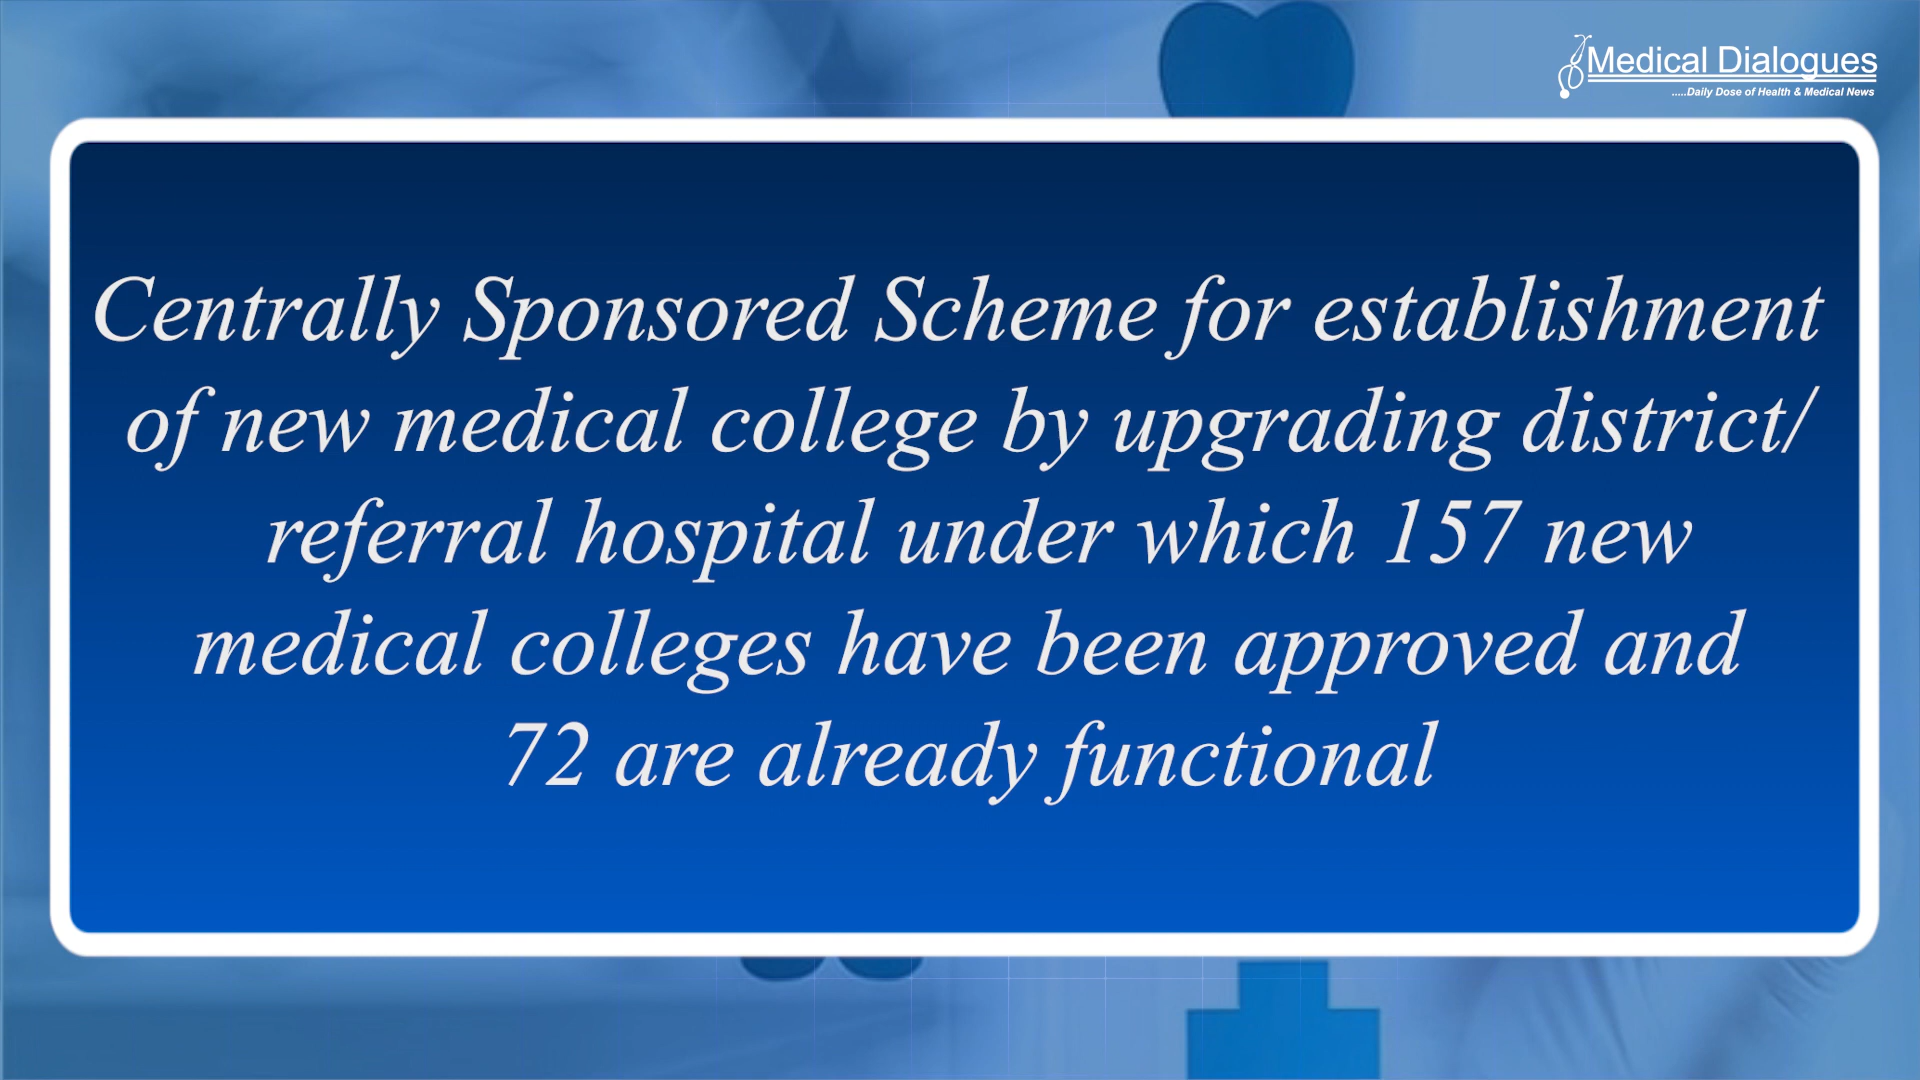 Medical Dialogues
.....Daily Dose of Health & Medical News
Centrally Sponsored Scheme for establishment
of new medical college by upgrading district/
referral hospital under which 157 new
medical colleges have been approved and
72 are already functional